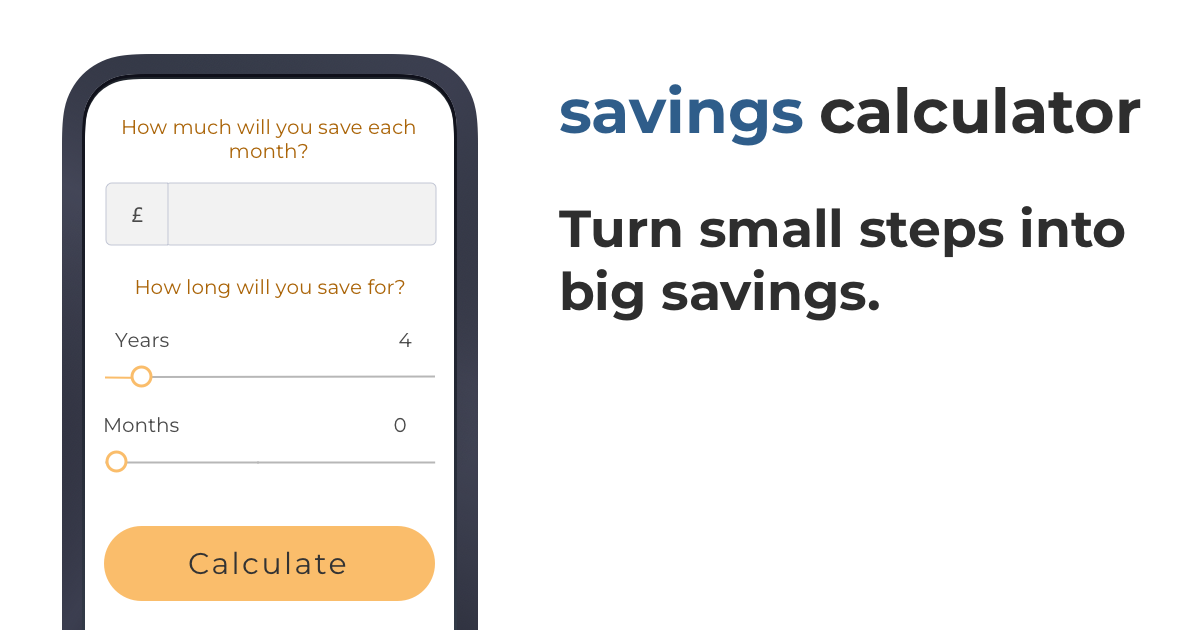 How much will you save each
month?
£
How long will you save for?
Years 4
Months 0
Calculate
savings calculator
Turn small steps into
big savings.